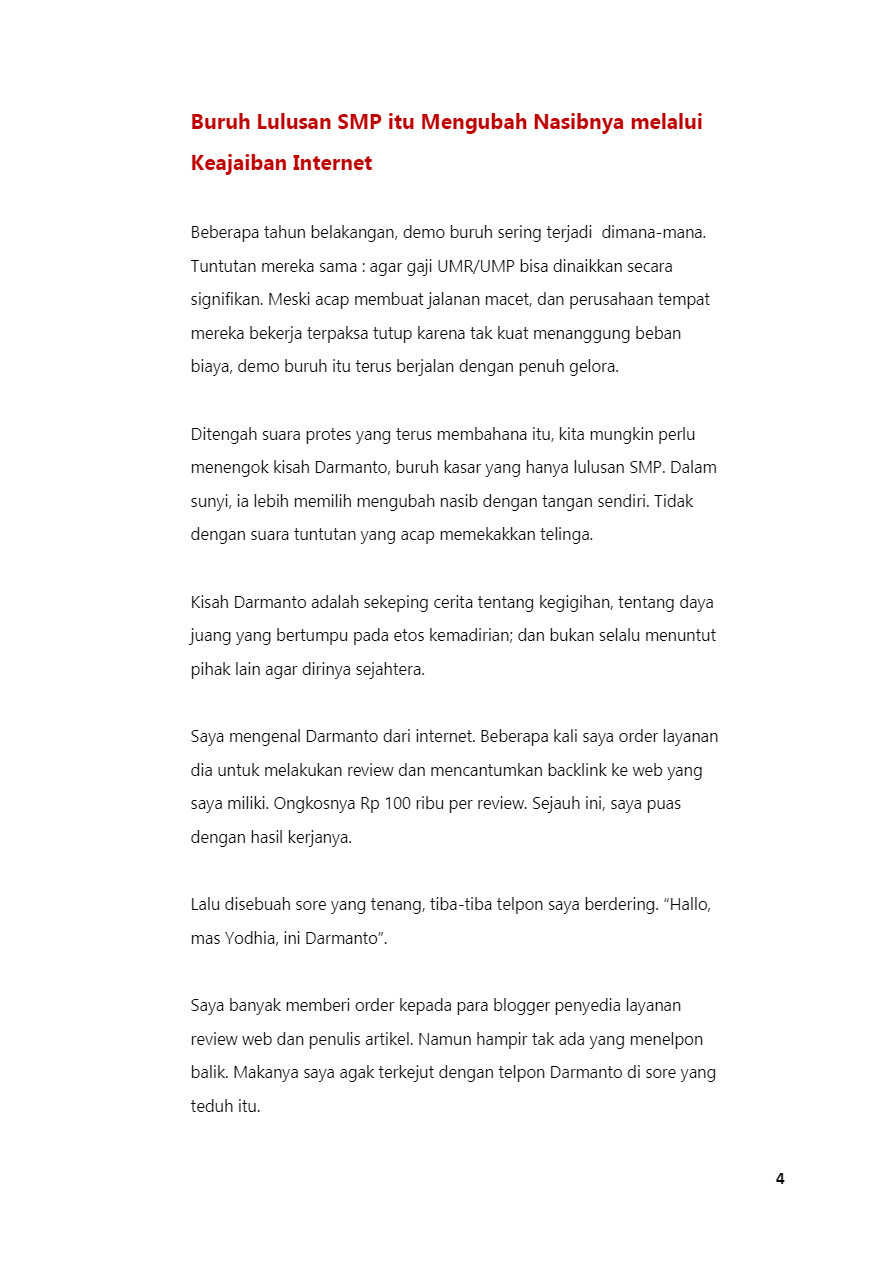 Buruh Lulusan SMP itu Mengubah Nasibnya melalui
Keajaiban Internet
Beberapa tahun belakangan, demo buruh sering terjadi  dimana-mana.
Tuntutan mereka sama : agar gaji UMR/UMP bisa dinaikkan secara
signifikan. Meski acap membuat jalanan macet, dan perusahaan tempat
mereka bekerja terpaksa tutup karena tak kuat menanggung beban
biaya, demo buruh itu terus berjalan dengan penuh gelora.
Ditengah suara protes yang terus membahana itu, kita mungkin perlu
menengok kisah Darmanto, buruh kasar yang hanya lulusan SMP. Dalam
sunyi, ia lebih memilih mengubah nasib dengan tangan sendiri. Tidak
dengan suara tuntutan yang acap memekakkan telinga.
Kisah Darmanto adalah sekeping cerita tentang kegigihan, tentang daya
juang yang bertumpu pada etos kemadirian; dan bukan selalu menuntut
pihak lain agar dirinya sejahtera.
Saya mengenal Darmanto dari internet. Beberapa kali saya order layanan
dia untuk melakukan review dan mencantumkan backlink ke web yang
saya miliki. Ongkosnya Rp 100 ribu per review. Sejauh ini, saya puas
dengan hasil kerjanya.
Lalu disebuah sore yang tenang, tiba-tiba telpon saya berdering. “Hallo,
mas Yodhia, ini Darmanto”.
Saya banyak memberi order kepada para blogger penyedia layanan
review web dan penulis artikel. Namun hampir tak ada yang menelpon
balik. Makanya saya agak terkejut dengan telpon Darmanto di sore yang
teduh itu.
4